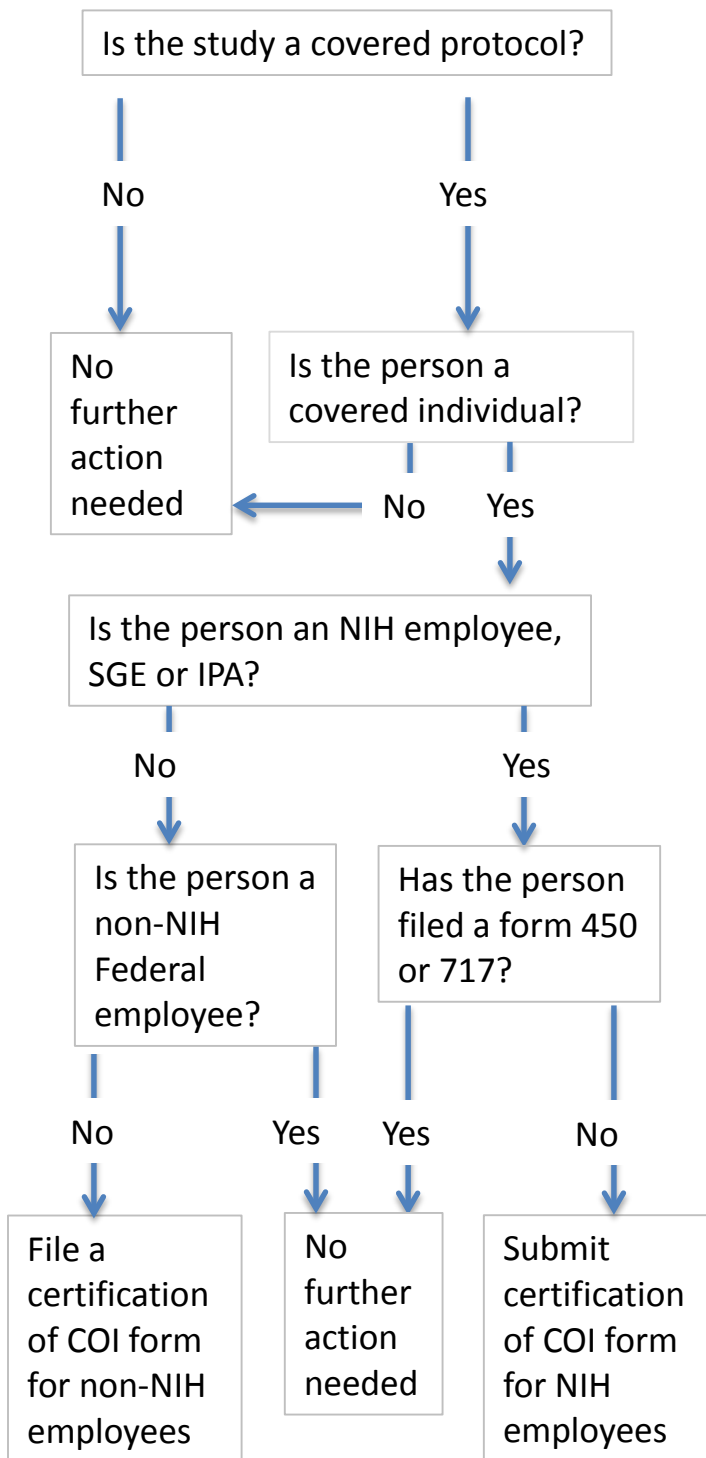 Is the study a covered protocol?
No
Yes
No
further
action
needed
Is the person a
covered individual?
No
Yes
Is the person an NIH employee,
SGE or IPA?
No
Yes
Is the person a
non-NIH
Federal
employee?
Has the person
filed a form 450
or 717?
No
Yes
Yes
No
File a
certification
of COI form
for non-NIH
employees
No
further
action
needed
Submit
certification
of COI form
for NIH
employees